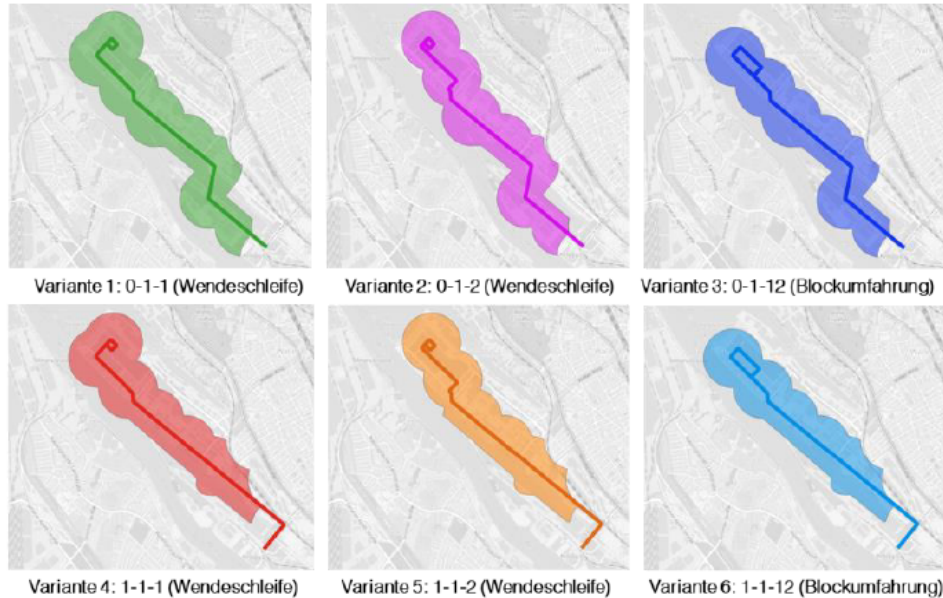 Variante 1: 0-1-1 (Wendeschleife)
Variante 2: 0-1-2 (Wendeschleife)
Variante 3: 0-1-12 (Blockumfahrung)
Variante 4: 1-1-1 (Wendeschleife)
Variante 5: 1-1-2 (Wendeschleife)
Variante 6: 1-1-12 (Blockumfahrung)